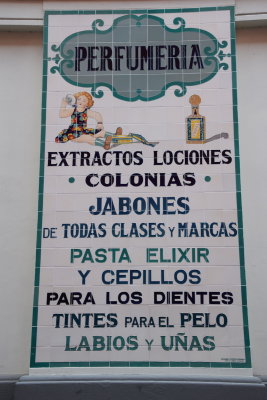 PERFUMERIA
EXTRACTOS LOCIONES
· COLONIAS ·
JABONES
DE TODAS CLASES Y MARCAS
PASTA ELIXIR
Y CEPILLOS
PARA LOS DIENTES
TINTES PARA EL PELO
LABIOS Y UÑAS